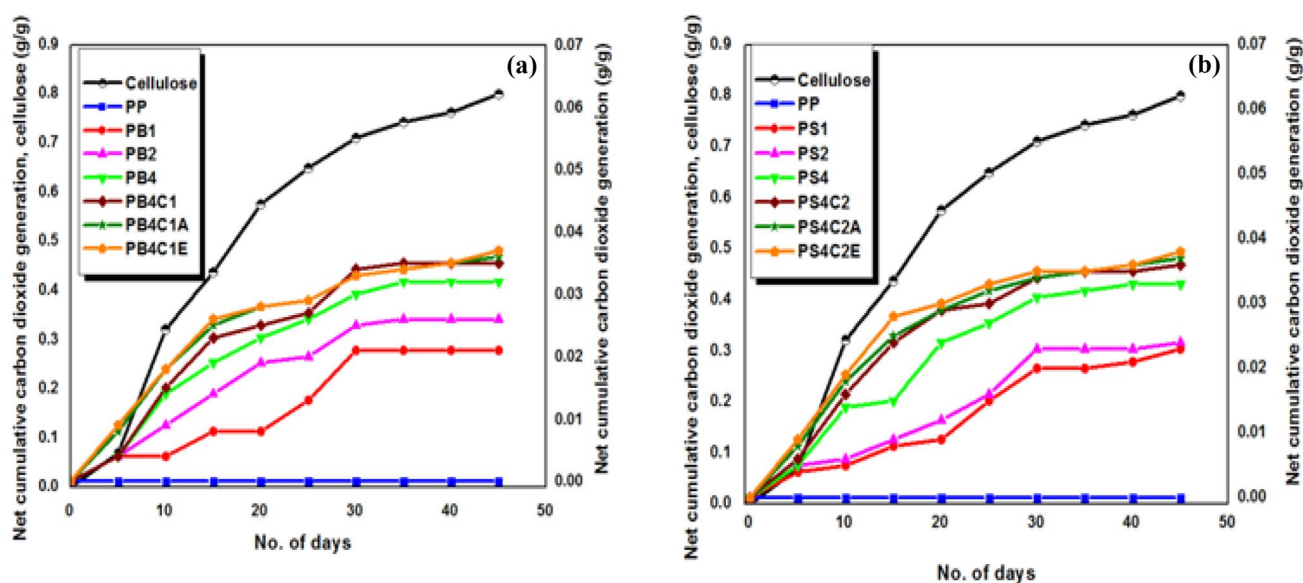 Net cumulative carbon dioxide generation, cellulose (g/g)
0.9
0.8
0.7
0.6
0.5
0.4
0.3
0.2
0.1
0.0
Cellulose
PP
PB1
PB2
PB4
PB4C1
PB4C1A
PB4C1E
(a)
0.07
0.06
0.05
0.04
0.03
0.02
0.01
0.00
Net cumulative carbon dioxide generation (g/g)
0 10 20 30 40 50
No. of days
Net cumulative carbon dioxide generation, cellulose (g/g)
0.9
0.8
0.7
0.6
0.5
0.4
0.3
0.2
0.1
0.0
Cellulose
PP
PS1
PS2
PS4
PS4C2
PS4C2A
PS4C2E
(b)
0.07
0.06
0.05
0.04
0.03
0.02
0.01
0.00
Net cumulative carbon dioxide generation (g/g)
0 10 20 30 40 50
No. of days